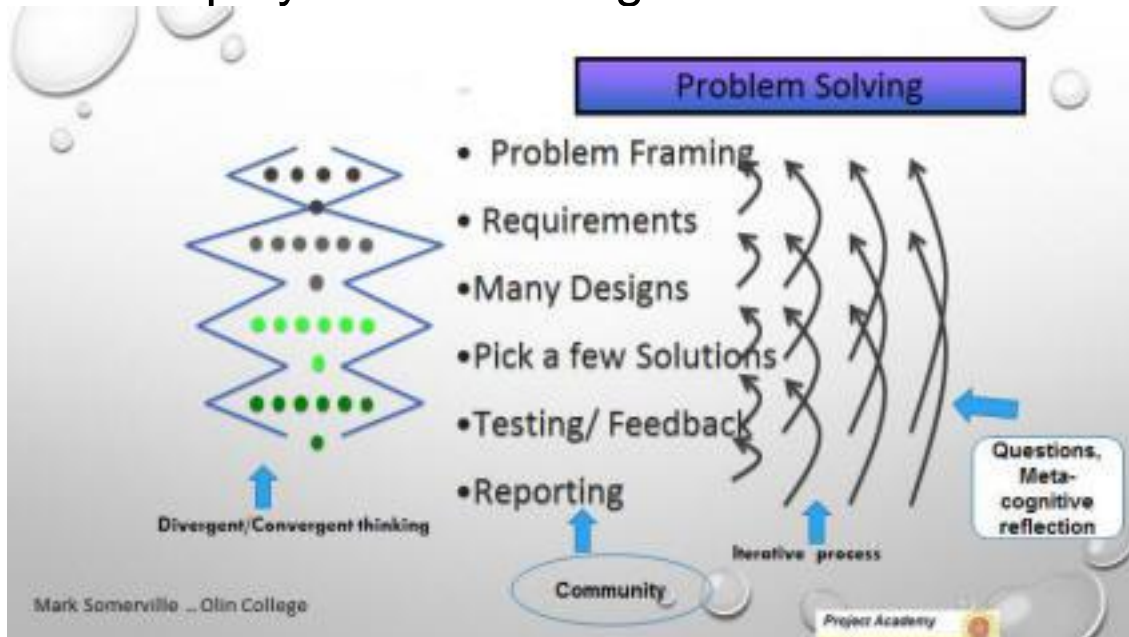 Problem Solving
• Problem Framing
• Requirements
•Many Designs
•Pick a few Solutions
•Testing/ Feedback
•Reporting
Divergent/Convergent thinking
Community
Iterative process
Questions,
Meta-
cognitive
reflection
Mark Somerville ... Olin College
Project Academy